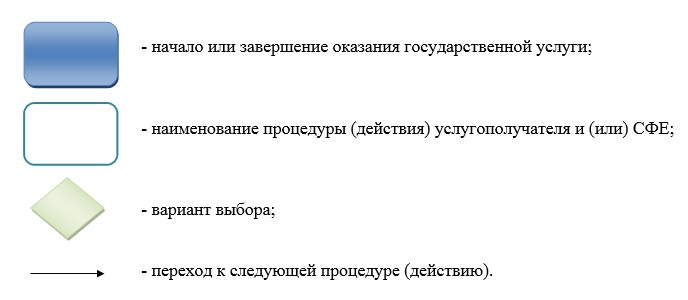 - начало или завершение оказания государственной услуги;
- наименование процедуры (действия) услугополучателя и (или) СФЕ;
- вариант выбора;
- переход к следующей процедуре (действию).